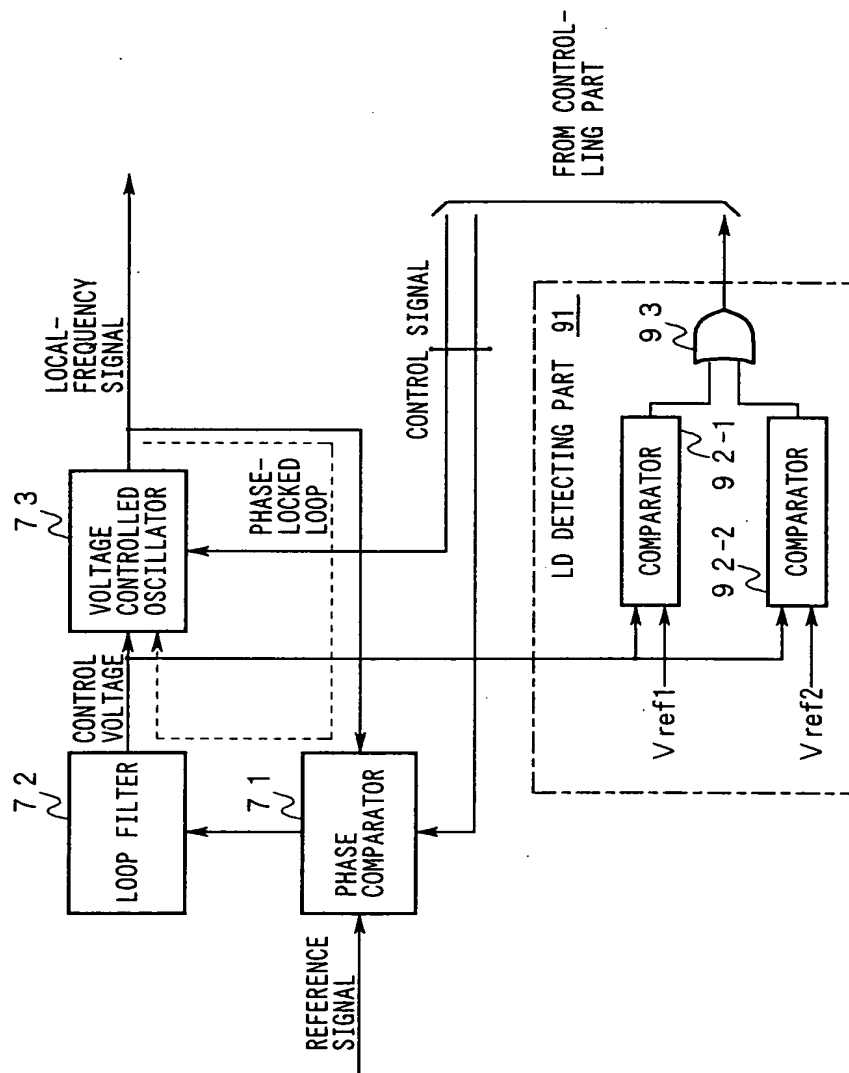 LOCAL-
FREQUENCY
SIGNAL
7 3
VOLTAGE
CONTROLLED
OSCILLATOR
7 2
LOOP FILTER
CONTROL
VOLTAGE
PHASE-
LOCKED
LOOP
7 1
PHASE
COMPARATOR
REFERENCE
SIGNAL
CONTROL SIGNAL
FROM CONTROL-
LING PART
LD DETECTING PART 91
9 3
COMPARATOR
9 2-1
9 2-2
COMPARATOR
Vref1
Vref2